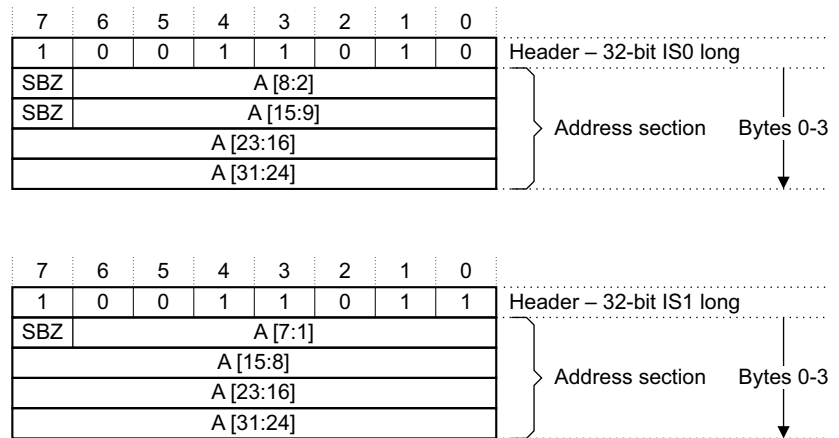 7 6 5 4 3 2 1 0
1 0 0 1 1 0 1 0 Header – 32-bit IS0 long
SBZ A [8:2]
SBZ A [15:9] Address section Bytes 0-3
A [23:16]
A [31:24]
7 6 5 4 3 2 1 0
1 0 0 1 1 0 1 1 Header – 32-bit IS1 long
SBZ A [7:1]
A [15:8]
Address section Bytes 0-3
A [23:16]
A [31:24]